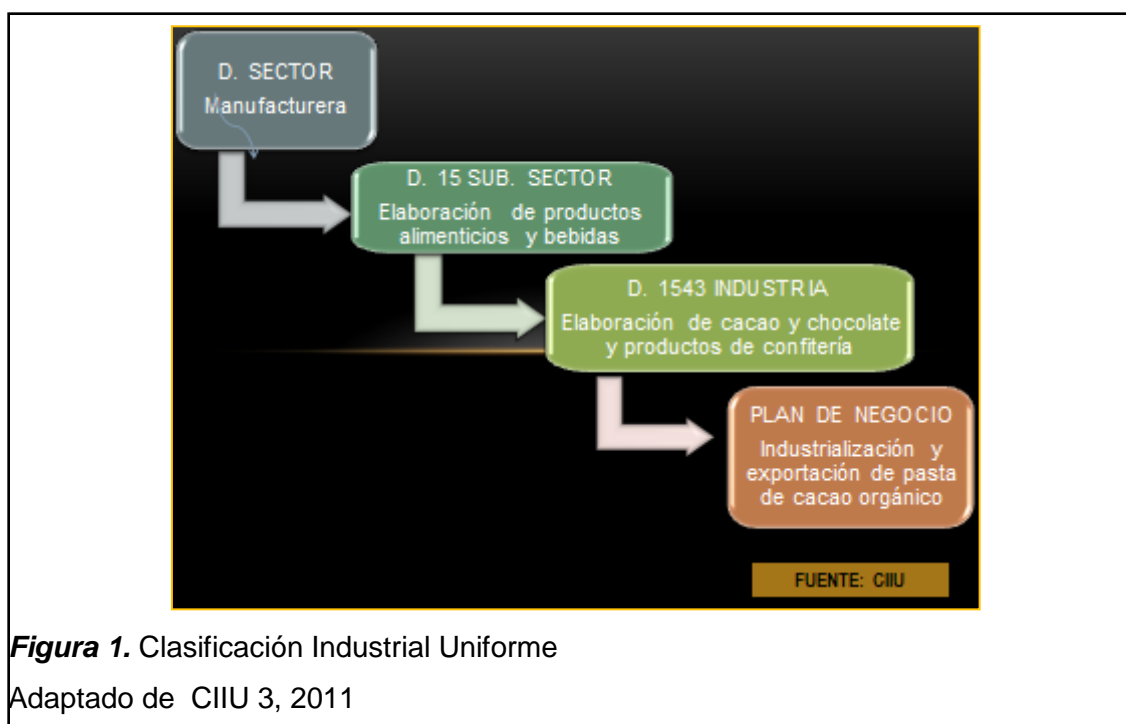 D. SECTOR
Manufacturera
D. 15 SUB. SECTOR
Elaboración de productos
alimenticios y bebidas
D. 1543 INDUSTRIA
Elaboración de cacao y chocolate
y productos de confitería
PLAN DE NEGOCIO
Industrialización y
exportación de pasta
de cacao orgánico
FUENTE: CIIU
Figura 1. Clasificación Industrial Uniforme
Adaptado de CIIU 3, 2011